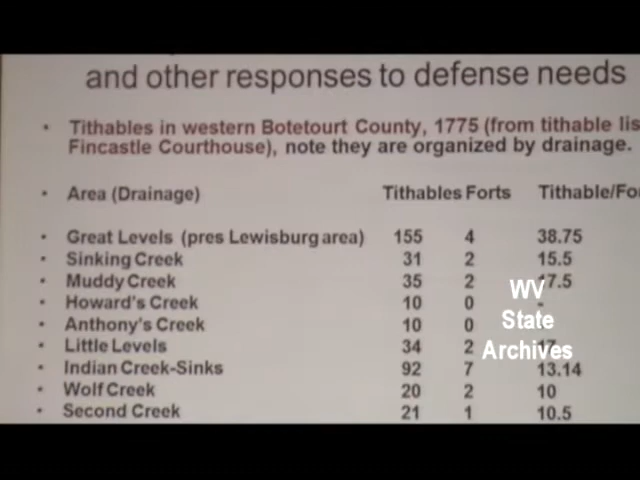 and other responses to defense needs
• Tithables in western Botetourt County, 1775 (from tithable lis
Fincastle Courthouse), note they are organized by drainage.
• Area (Drainage) Tithables Forts Tithable/Fo
• Great Levels (pres Lewisburg area) 155 4 38.75
• Sinking Creek 31 2 15.5
• Muddy Creek 35 2 17.5
• Howard's Creek 10 0 -
• Anthony's Creek 10 0
• Little Levels 34 2 17
• Indian Creek-Sinks 92 7 13.14
• Wolf Creek 20 2 10
• Second Creek 21 1 10.5
WV
State
Archives